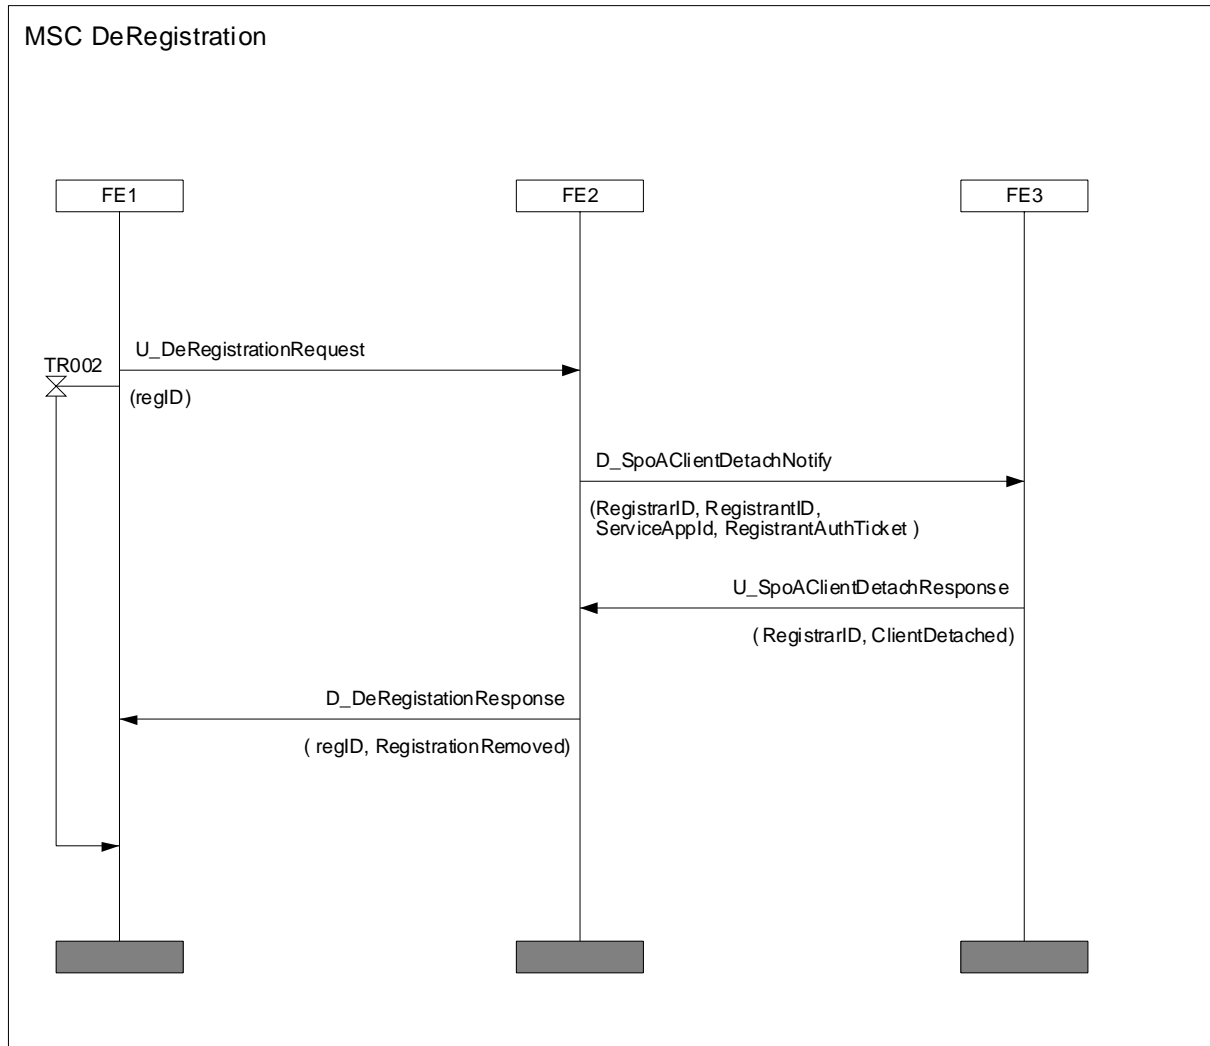 MSC DeRegistration
FE1
FE2
FE3
U_DeRegistrationRequest
TR002
(regID)
D_SpoAClientDetachNotify
(RegistrarID, RegistrantID,
ServiceAppId, RegistrantAuthTicket )
U_SpoAClientDetachResponse
( RegistrarID, ClientDetached)
D_DeRegistationResponse
( regID, RegistrationRemoved)